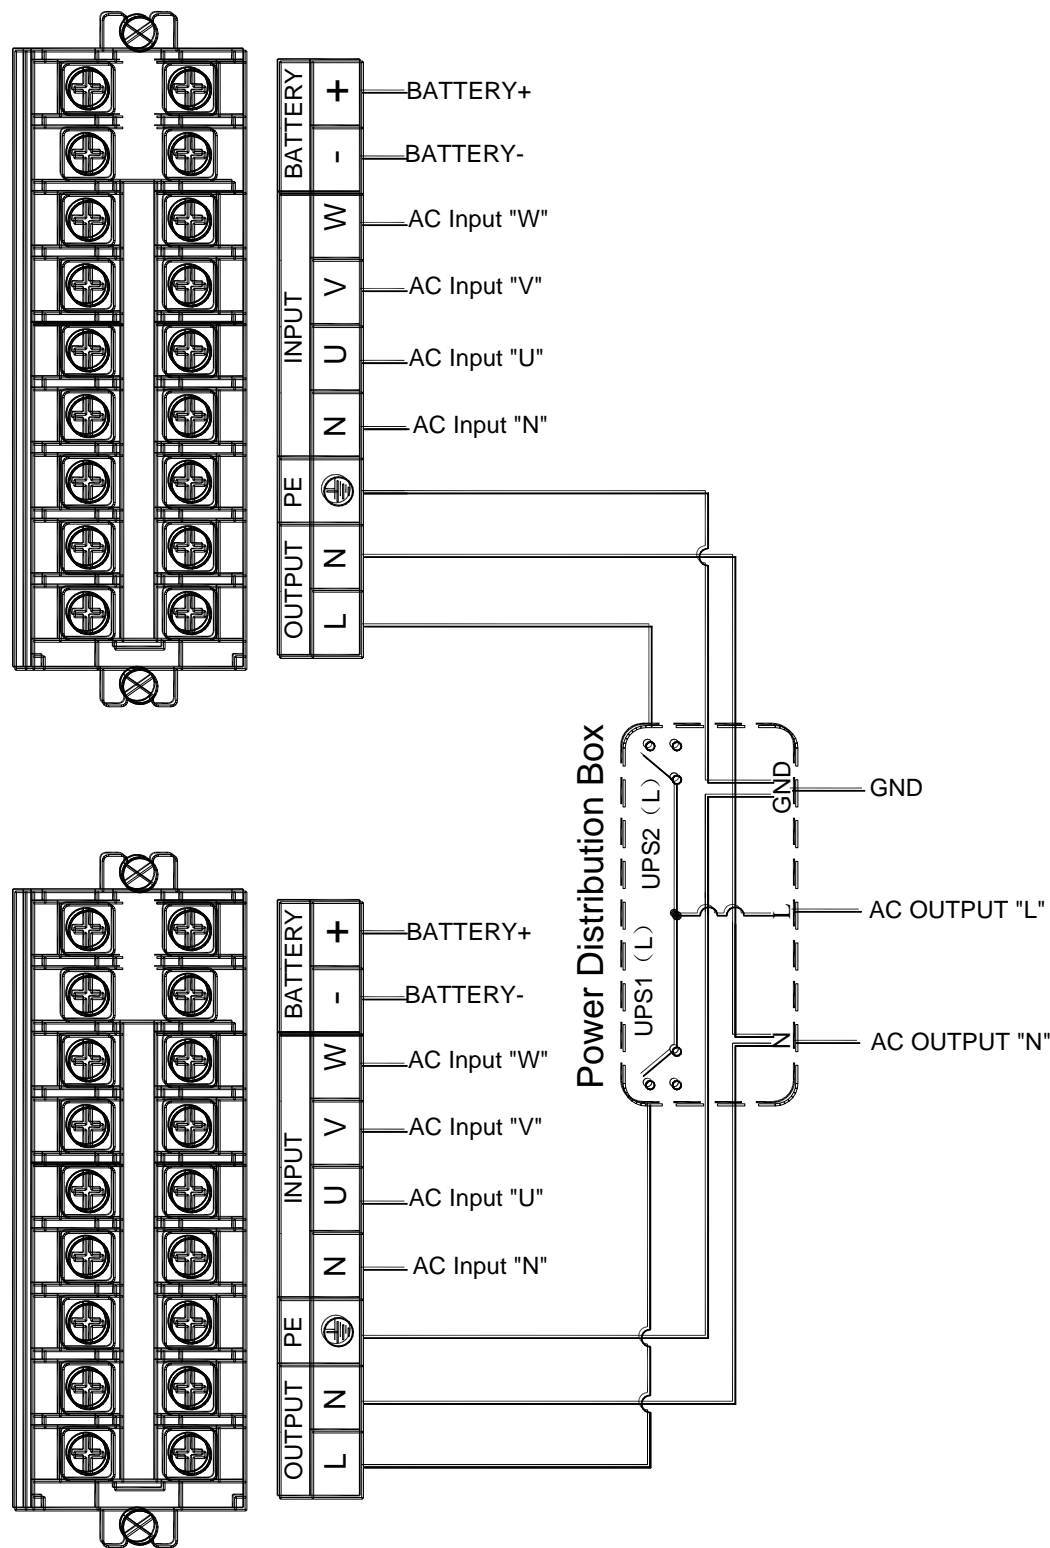 BATTERY
+
BATTERY+
-
BATTERY-
INPUT
W
AC Input "W"
V
AC Input "V"
U
AC Input "U"
N
AC Input "N"
PE
OUTPUT
N
L
Power Distribution Box
UPS2 (L)
UPS1 (L)
GND
GND
L
AC OUTPUT "L"
N
AC OUTPUT "N"
BATTERY
+
BATTERY+
-
BATTERY-
INPUT
W
AC Input "W"
V
AC Input "V"
U
AC Input "U"
N
AC Input "N"
PE
OUTPUT
N
L